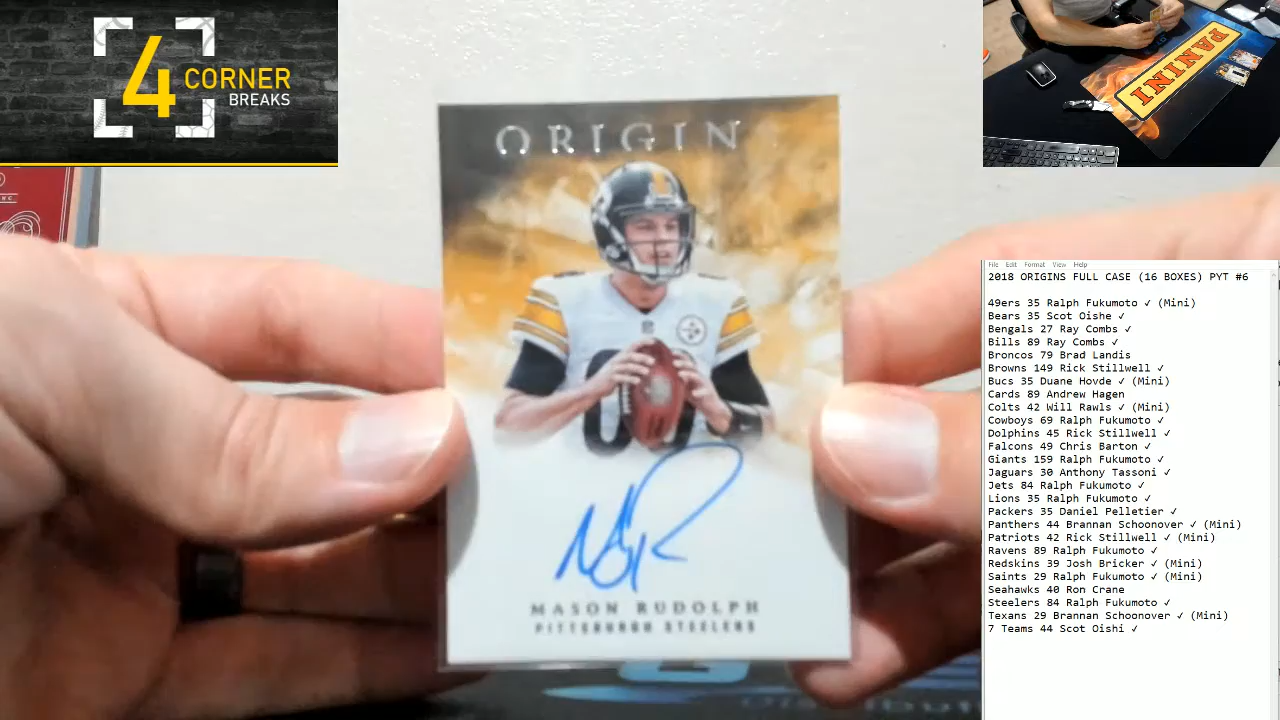 4 CORNER
BREAKS
ORIGINS
MASON RUDOLPH
PITTSBURGH STEELERS
PANINI
File Edit Format View Help
2018 ORIGINS FULL CASE (16 BOXES) PYT #6
49ers 35 Ralph Fukumoto ✓ (Mini)
Bears 35 Scot Oishe ✓
Bengals 27 Ray Combs ✓
Bills 89 Ray Combs ✓
Broncos 79 Brad Landis
Browns 149 Rick Stillwell ✓
Bucs 35 Duane Hovde ✓ (Mini)
Cards 89 Andrew Hagen
Colts 42 Will Rawls ✓ (Mini)
Cowboys 69 Ralph Fukumoto ✓
Dolphins 45 Rick Stillwell ✓
Falcons 49 Chris Barton ✓
Giants 159 Ralph Fukumoto ✓
Jaguars 30 Anthony Tassoni ✓
Jets 84 Ralph Fukumoto ✓
Lions 35 Ralph Fukumoto ✓
Packers 35 Daniel Pelletier ✓
Panthers 44 Brannan Schoonover ✓ (Mini)
Patriots 42 Rick Stillwell ✓ (Mini)
Ravens 89 Ralph Fukumoto ✓
Redskins 39 Josh Bricker ✓ (Mini)
Saints 29 Ralph Fukumoto ✓ (Mini)
Seahawks 40 Ron Crane
Steelers 84 Ralph Fukumoto ✓
Texans 29 Brannan Schoonover ✓ (Mini)
7 Teams 44 Scot Oishi ✓